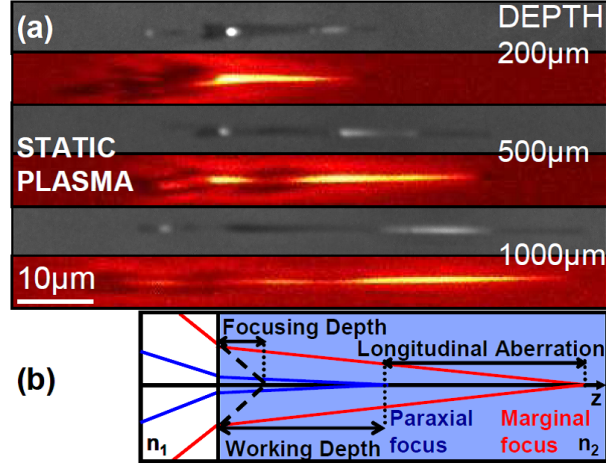 (a)
DEPTH
200µm
STATIC
PLASMA
500µm
1000µm
10µm
(b)
Focusing Depth
Longitudinal Aberration
z
n1
Working Depth
Paraxial
focus
Marginal
focus
n2